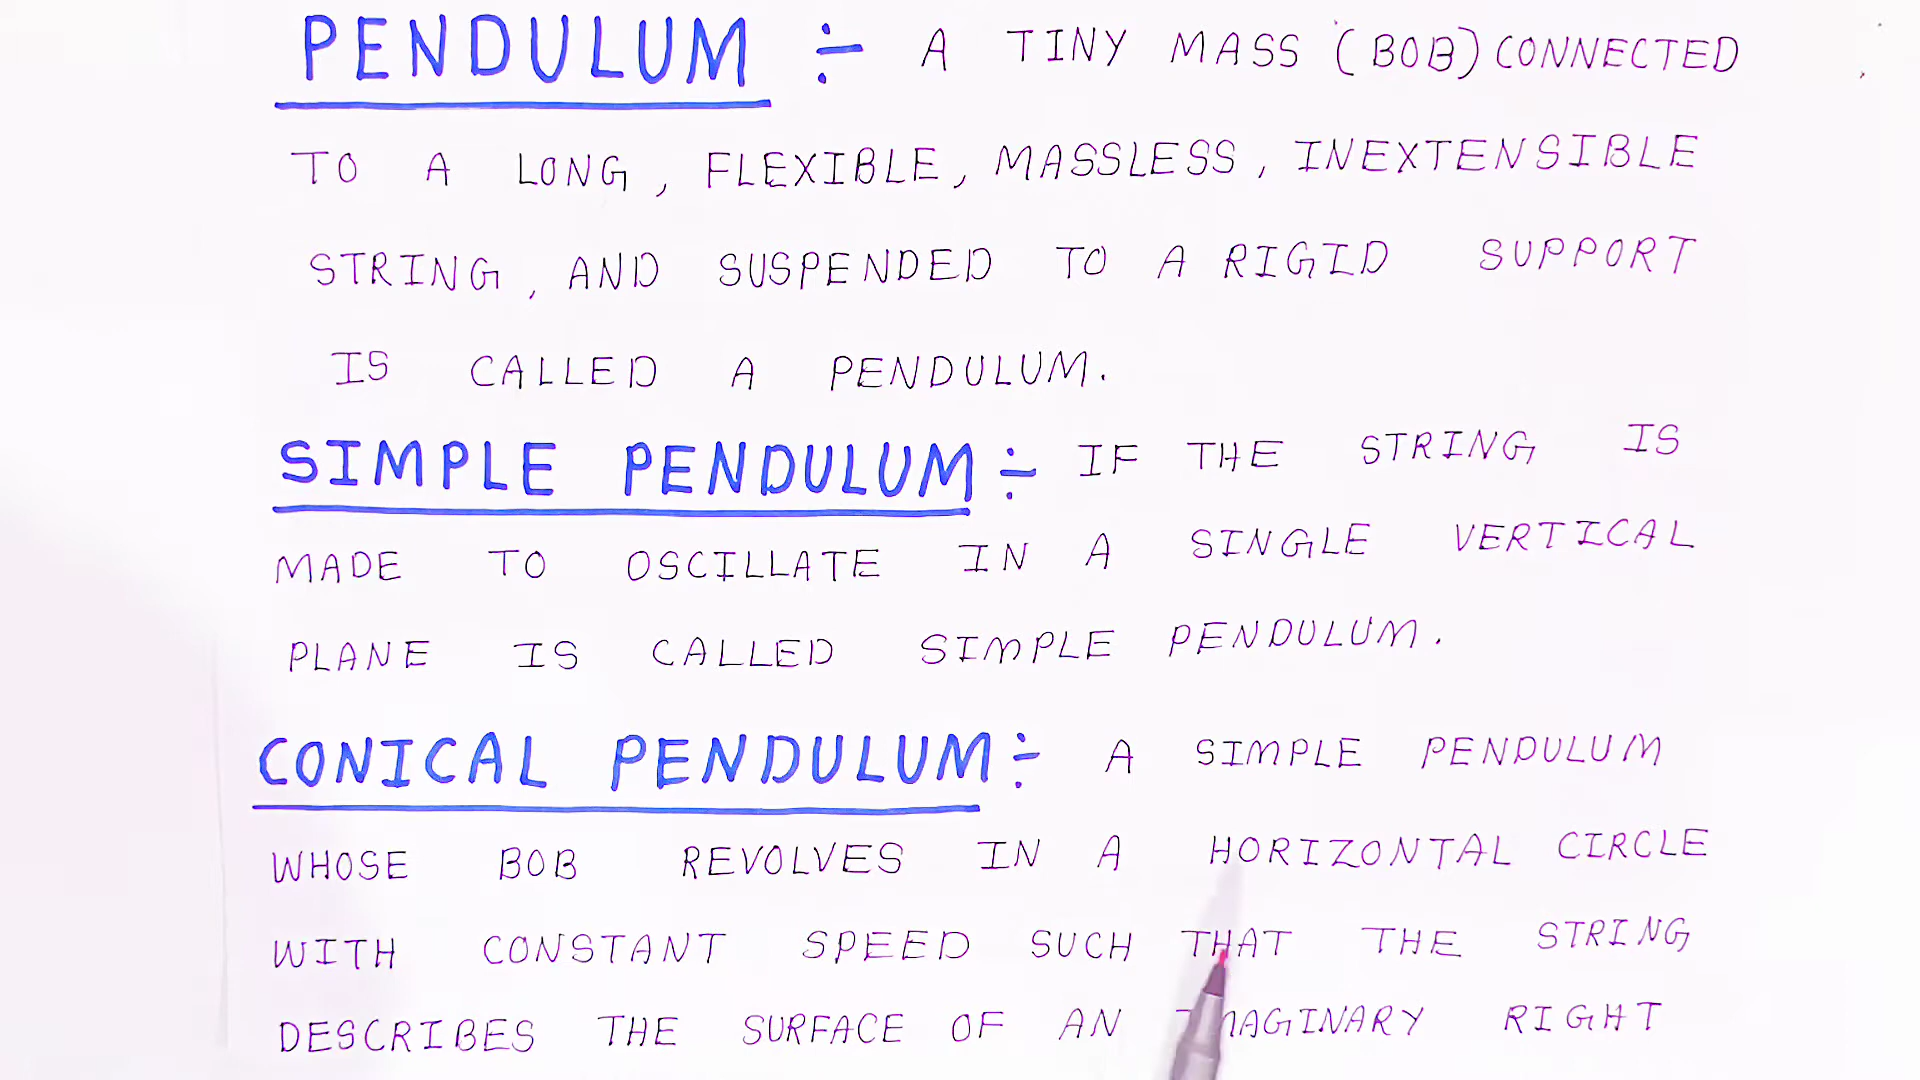 PENDULUM ÷ A TINY MASS (BOB) CONNECTED
TO A LONG, FLEXIBLE, MASSLESS, INEXTENSIBLE
STRING, AND SUSPENDED TO A RIGID SUPPORT
IS CALLED A PENDULUM.
SIMPLE PENDULUM ÷ IF THE STRING IS
MADE TO OSCILLATE IN A SINGLE VERTICAL
PLANE IS CALLED SIMPLE PENDULUM.
CONICAL PENDULUM ÷ A SIMPLE PENDULUM
WHOSE BOB REVOLVES IN A HORIZONTAL CIRCLE
WITH CONSTANT SPEED SUCH THAT THE STRING
DESCRIBES THE SURFACE OF AN IMAGINARY RIGHT